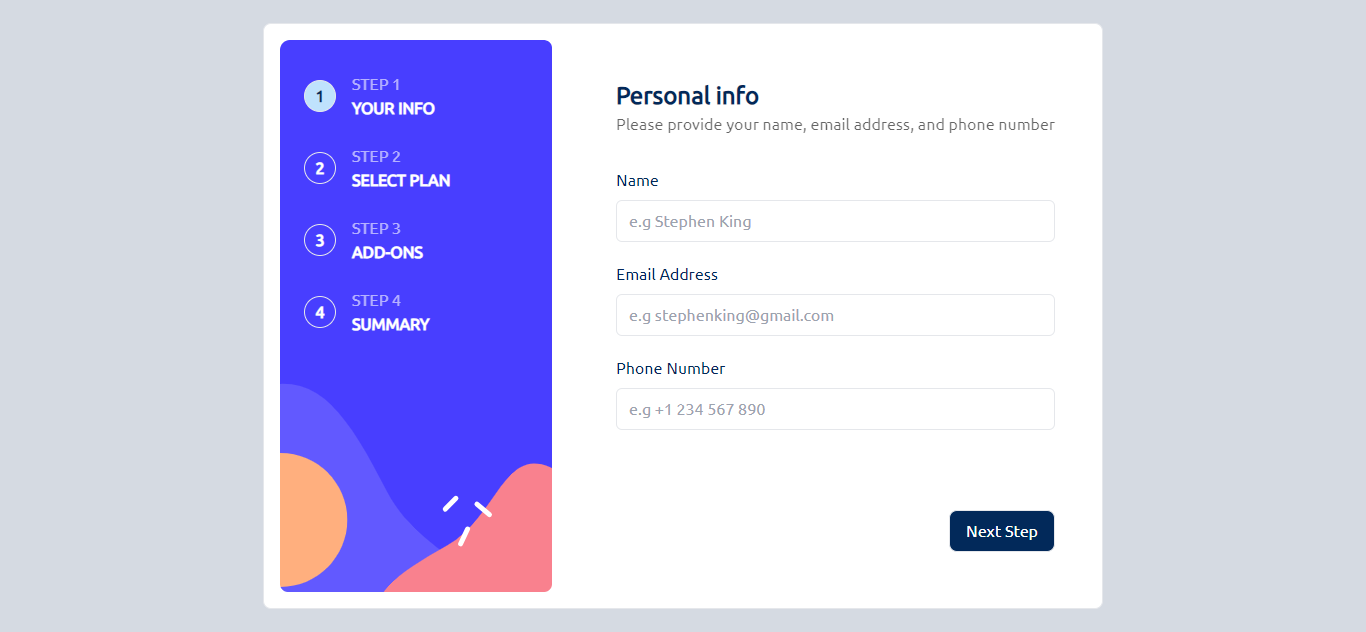 1
STEP 1
YOUR INFO
2
STEP 2
SELECT PLAN
3
STEP 3
ADD-ONS
4
STEP 4
SUMMARY
Personal info
Please provide your name, email address, and phone number
Name
e.g Stephen King
Email Address
e.g stephenking@gmail.com
Phone Number
e.g +1 234 567 890
Next Step